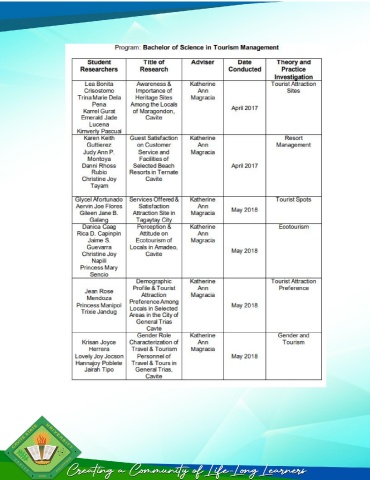 Program: Bachelor of Science in Tourism Management
Student Researchers
Title of Research
Adviser
Date Conducted
Theory and Practice Investigation
Lea Bonita
Crisostomo
Trina Marie Dela
Pena
Karrel Gurat
Emerald Jade
Lucena
Kimverly Pascual
Awareness &
Importance of
Heritage Sites
Among the Locals
of Maragondon,
Cavite
Katherine
Ann
Magracia
April 2017
Tourist Attraction
Sites
Karen Keith
Guttierez
Judy Ann P.
Montoya
Danni Rhoss
Rubio
Christine Joy
Tayam
Guest Satisfaction
on Customer
Service and
Facilities of
Selected Beach
Resorts in Ternate
Cavite
Katherine
Ann
Magracia
April 2017
Resort
Management
Glycel Afortunado
Aervin Joe Flores
Gileen Jane B.
Galang
Services Offered &
Satisfaction
Attraction Site in
Tagaytay City
Katherine
Ann
Magracia
May 2018
Tourist Spots
Danica Caag
Rica D. Capinpin
Jaime S.
Guevarra
Christine Joy
Napiil
Princess Mary
Sencio
Perception &
Attitude on
Ecotourism of
Locals in Amadeo,
Cavite
Katherine
Ann
Magracia
May 2018
Ecotourism
Jean Rose
Mendoza
Princess Manipol
Trixie Jandug
Demographic
Profile & Tourist
Attraction
Preference Among
Locals in Selected
Areas in the City of
General Trias
Cavte
Katherine
Ann
Magracia
May 2018
Tourist Attraction
Preference
Krisan Joyce
Herrera
Lovely Joy Jocson
Hannajoy Poblete
Jairah Tipo
Gender Role
Characterization of
Travel & Tourism
Personnel of
Travel & Tours in
General Trias,
Cavite
Katherine
Ann
Magracia
May 2018
Gender and
Tourism
Creating a Community of Life-Long Learners